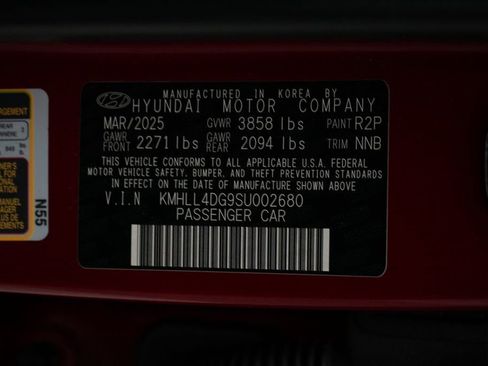 MANUFACTURED IN KOREA BY
HYUNDAI MOTOR COMPANY
MAR/2025 GVWR 3858 lbs PAINT R2P
GAWR FRONT 2271 lbs GAWR REAR 2094 lbs TRIM NNB
THIS VEHICLE CONFORMS TO ALL APPLICABLE U.S.A. FEDERAL
MOTOR VEHICLE SAFETY, BUMPER, AND THEFT PREVENTION STANDARDS
IN EFFECT ON THE DATE OF MANUFACTURE SHOWN ABOVE
V.I.N KMHLL4DG9SU002680
PASSENGER CAR
REAR
2
N55